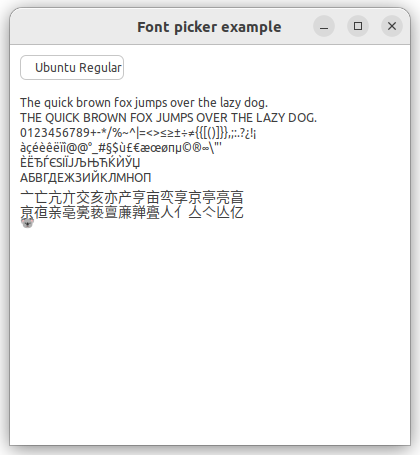 Font picker example
Ubuntu Regular
The quick brown fox jumps over the lazy dog.
THE QUICK BROWN FOX JUMPS OVER THE LAZY DOG.
0123456789+-*/%~^|=<>≤≥±÷≠{{[()]}},;:.?¿!¡
àçéèêëïî@@°_#§$ù£€æœøпµ©®∞\"'
ЀЁЂЃЄЅІЇЈЉЊЋЌЍЎЏ
АБВГДЕЖЗИЙКЛМНОП
亠亡亢亣交亥亦产亨亩亪享京亭亮亯
亰亱亲亳亴亵亶亷亸亹人亻亼亽亾亿
🐨